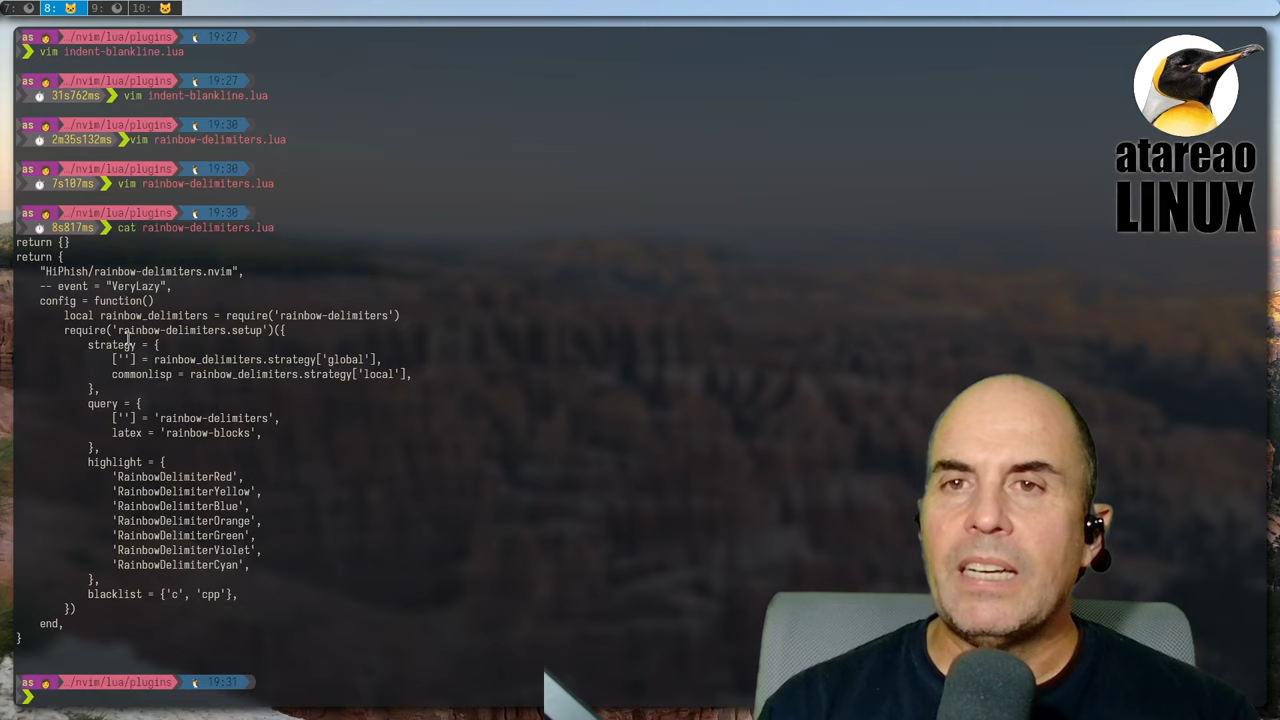 7: 8: 9: 10:
as …/nvim/lua/plugins 19:27
vim indent-blankline.lua
as …/nvim/lua/plugins 19:27
31s762ms vim indent-blankline.lua
as …/nvim/lua/plugins 19:30
2m35s132ms vim rainbow-delimiters.lua
as …/nvim/lua/plugins 19:30
7s107ms vim rainbow-delimiters.lua
as …/nvim/lua/plugins 19:30
8s817ms cat rainbow-delimiters.lua
return {}
return {
"HiPhish/rainbow-delimiters.nvim",
-- event = "VeryLazy",
config = function()
local rainbow_delimiters = require('rainbow-delimiters')
require('rainbow-delimiters.setup')({
strategy = {
[''] = rainbow_delimiters.strategy['global'],
commonlisp = rainbow_delimiters.strategy['local'],
},
query = {
[''] = 'rainbow-delimiters',
latex = 'rainbow-blocks',
},
highlight = {
'RainbowDelimiterRed',
'RainbowDelimiterYellow',
'RainbowDelimiterBlue',
'RainbowDelimiterOrange',
'RainbowDelimiterGreen',
'RainbowDelimiterViolet',
'RainbowDelimiterCyan',
},
blacklist = {'c', 'cpp'},
})
end,
}
as …/nvim/lua/plugins 19:31
atareao
LINUX